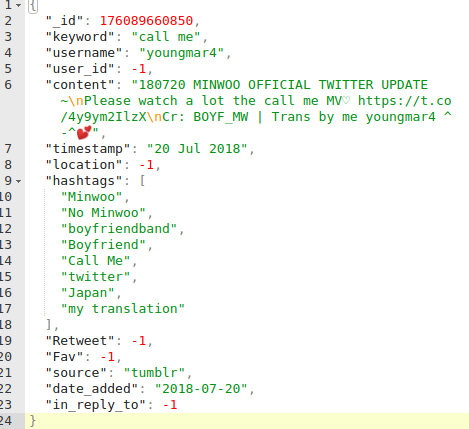 1 {
2 "_id": 176089660850,
3 "keyword": "call me",
4 "username": "youngmar4",
5 "user_id": -1,
6 "content": "180720 MINWOO OFFICIAL TWITTER UPDATE
~\nPlease watch a lot the call me MV♡ https://t.co
/4y9ym2IlzX\nCr: BOYF_MW | Trans by me youngmar4 ^
-^💕",
7 "timestamp": "20 Jul 2018",
8 "location": -1,
9 "hashtags": [
10 "Minwoo",
11 "No Minwoo",
12 "boyfriendband",
13 "Boyfriend",
14 "Call Me",
15 "twitter",
16 "Japan",
17 "my translation"
18 ],
19 "Retweet": -1,
20 "Fav": -1,
21 "source": "tumblr",
22 "date_added": "2018-07-20",
23 "in_reply_to": -1
24 }